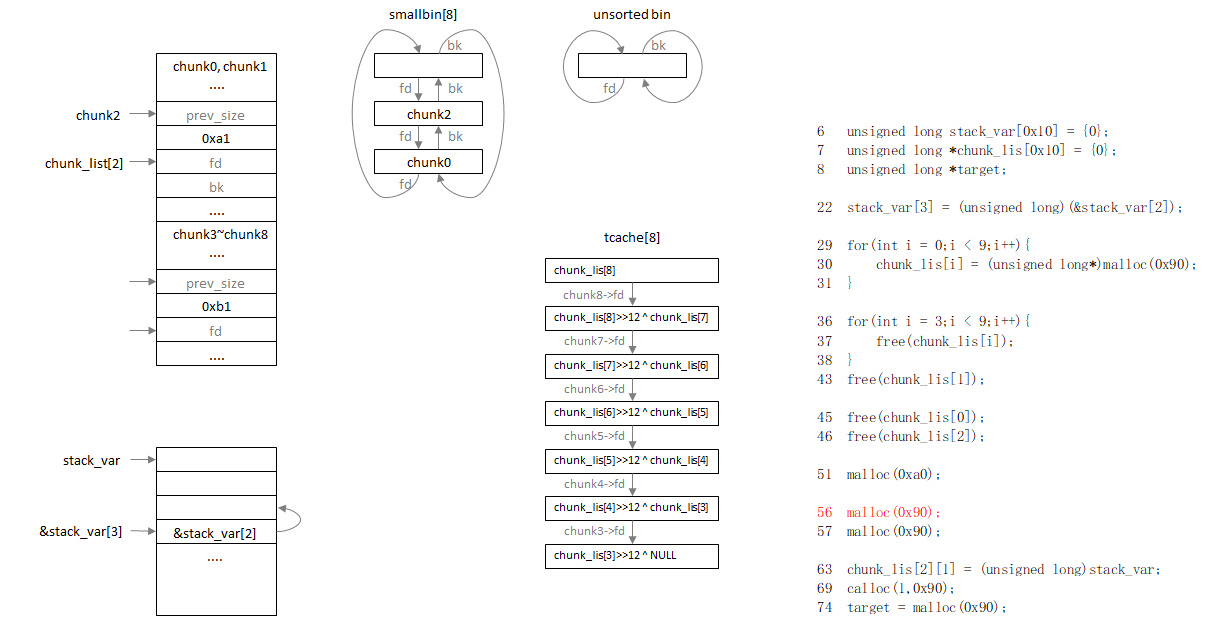 smallbin[8]
unsorted bin
bk
bk
fd
bk
chunk2
fd
bk
chunk0
fd
fd
chunk0, chunk1
....
chunk2
prev_size
0xa1
chunk_list[2]
fd
bk
....
chunk3~chunk8
....
prev_size
0xb1
fd
....
stack_var
&stack_var[3]
&stack_var[2]
....
tcache[8]
chunk_lis[8]
chunk8->fd
chunk_lis[8]>>12 ^ chunk_lis[7]
chunk7->fd
chunk_lis[7]>>12 ^ chunk_lis[6]
chunk6->fd
chunk_lis[6]>>12 ^ chunk_lis[5]
chunk5->fd
chunk_lis[5]>>12 ^ chunk_lis[4]
chunk4->fd
chunk_lis[4]>>12 ^ chunk_lis[3]
chunk3->fd
chunk_lis[3]>>12 ^ NULL
6 unsigned long stack_var[0x10] = {0};
7 unsigned long *chunk_lis[0x10] = {0};
8 unsigned long *target;
22 stack_var[3] = (unsigned long)(&stack_var[2]);
29 for(int i = 0;i < 9;i++){
30 chunk_lis[i] = (unsigned long*)malloc(0x90);
31 }
36 for(int i = 3;i < 9;i++){
37 free(chunk_lis[i]);
38 }
43 free(chunk_lis[1]);
45 free(chunk_lis[0]);
46 free(chunk_lis[2]);
51 malloc(0xa0);
56 malloc(0x90);
57 malloc(0x90);
63 chunk_lis[2][1] = (unsigned long)stack_var;
69 calloc(1,0x90);
74 target = malloc(0x90);